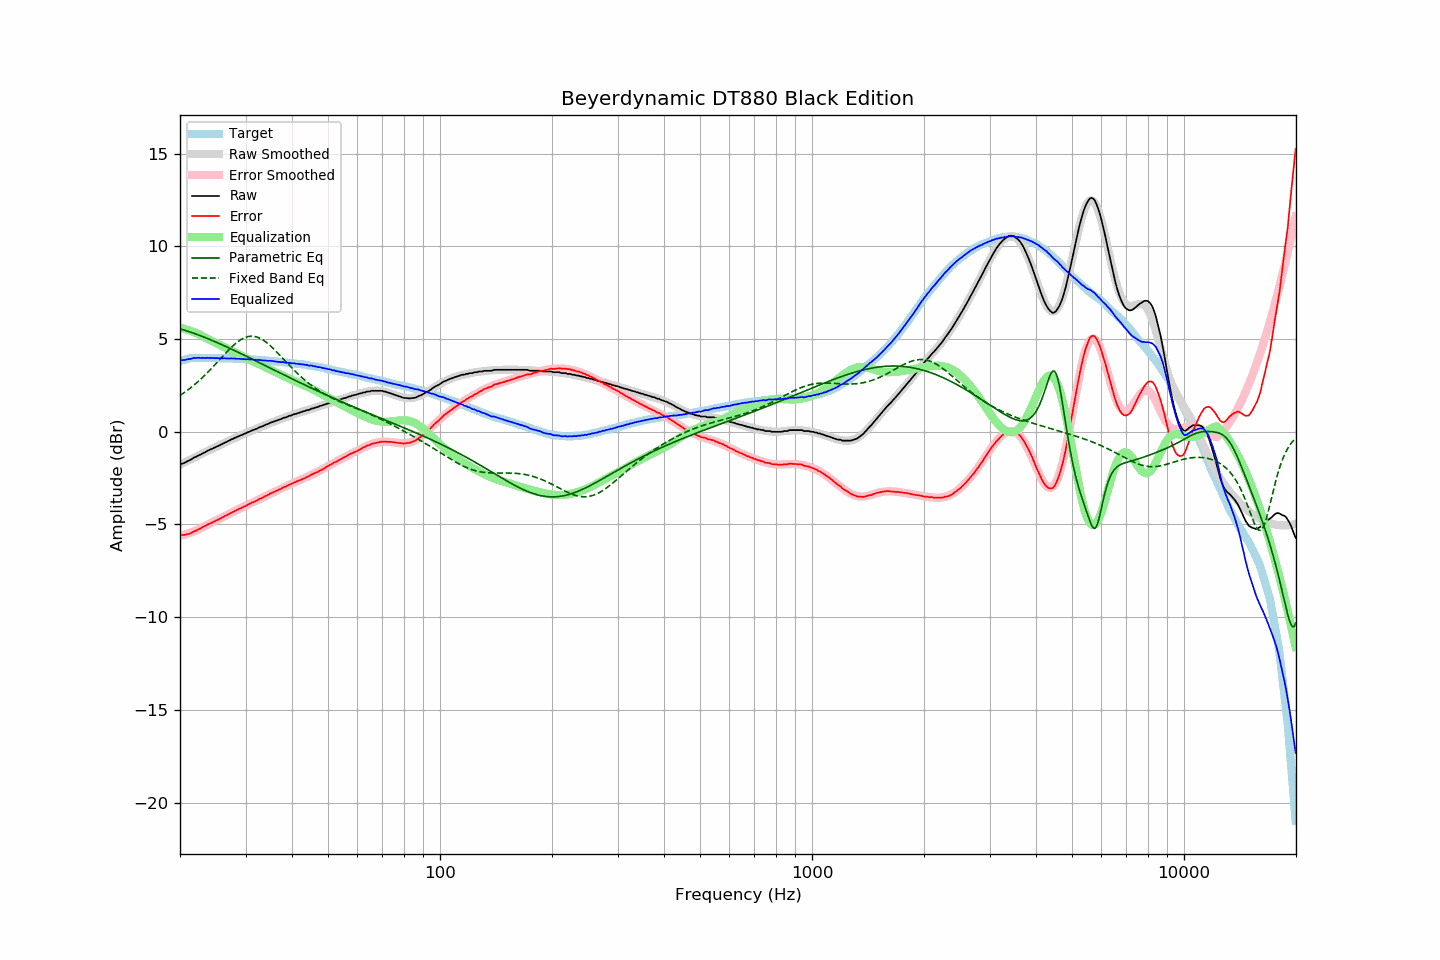 Beyerdynamic DT880 Black Edition
Target
Raw Smoothed
Error Smoothed
Raw
Error
Equalization
Parametric Eq
Fixed Band Eq
Equalized
15
10
5
0
−5
−10
−15
−20
Amplitude (dBr)
100
1000
10000
Frequency (Hz)